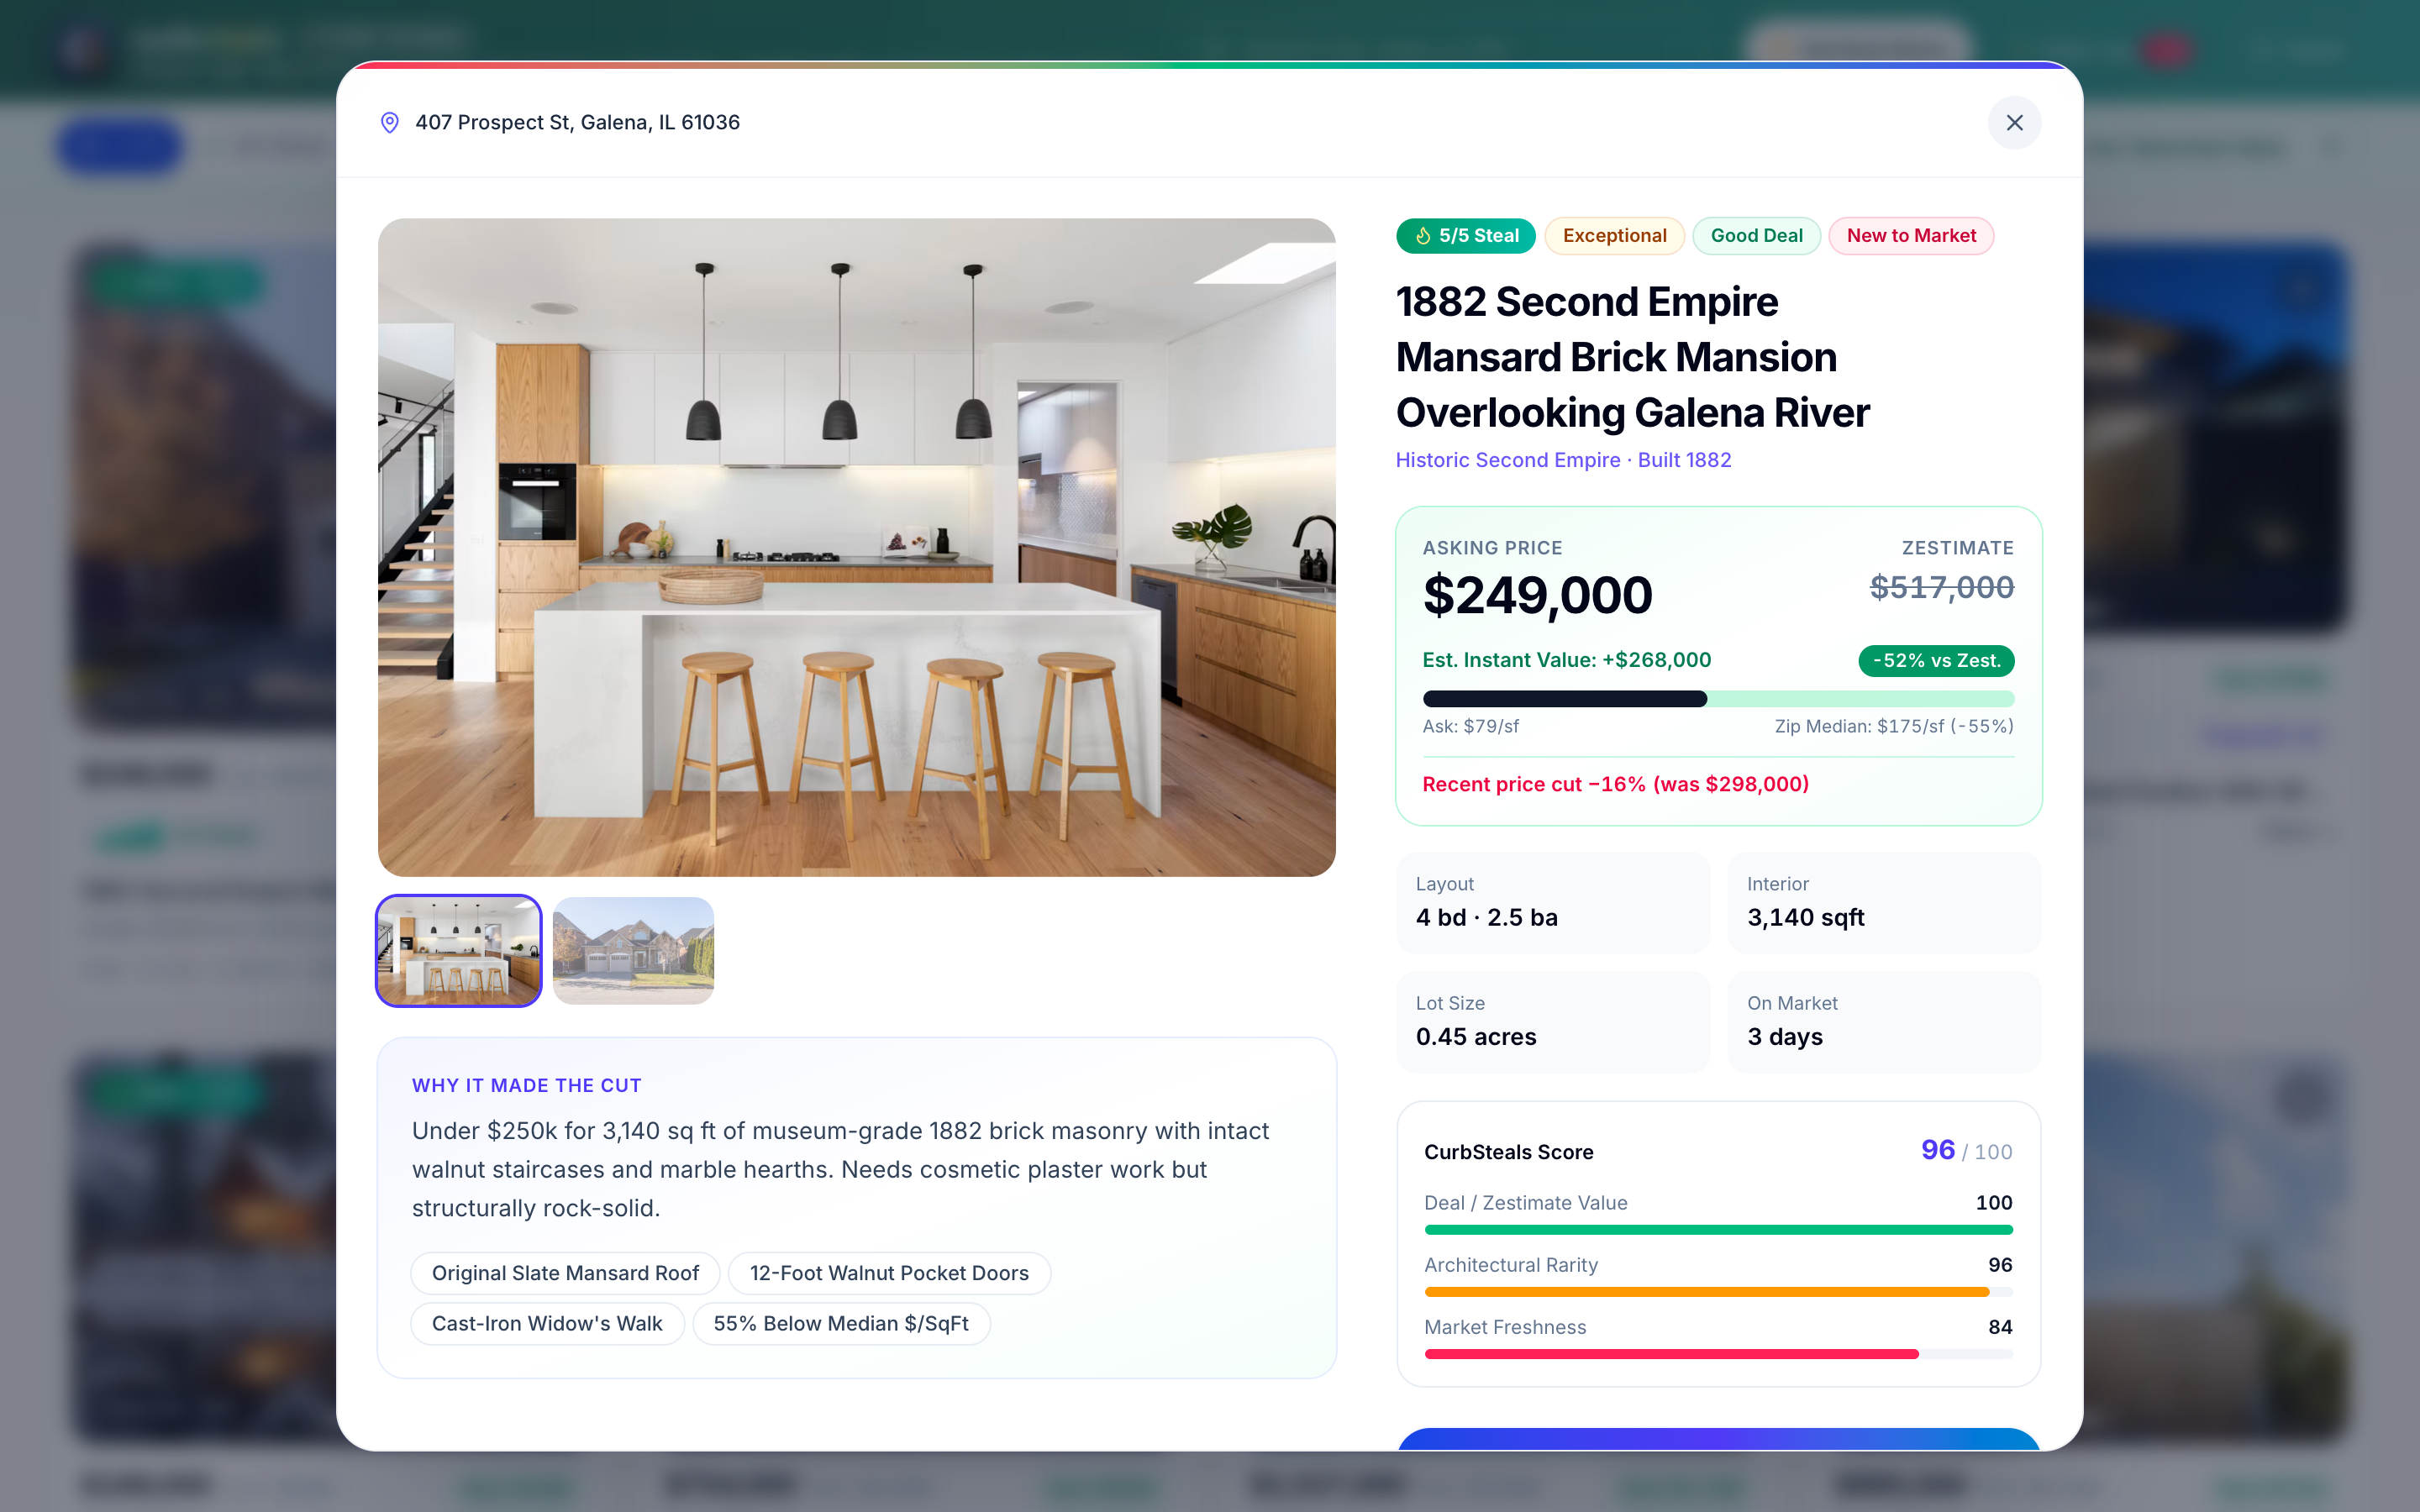 407 Prospect St, Galena, IL 61036
5/5 Steal
Exceptional
Good Deal
New to Market
1882 Second Empire
Mansard Brick Mansion
Overlooking Galena River
Historic Second Empire · Built 1882
ASKING PRICE
ZESTIMATE
$249,000
$517,000
Est. Instant Value: +$268,000
-52% vs Zest.
Ask: $79/sf
Zip Median: $175/sf (-55%)
Recent price cut −16% (was $298,000)
Layout
4 bd · 2.5 ba
Interior
3,140 sqft
Lot Size
0.45 acres
On Market
3 days
WHY IT MADE THE CUT
Under $250k for 3,140 sq ft of museum-grade 1882 brick masonry with intact
walnut staircases and marble hearths. Needs cosmetic plaster work but
structurally rock-solid.
Original Slate Mansard Roof
12-Foot Walnut Pocket Doors
Cast-Iron Widow's Walk
55% Below Median $/SqFt
CurbSteals Score
96 / 100
Deal / Zestimate Value
100
Architectural Rarity
96
Market Freshness
84